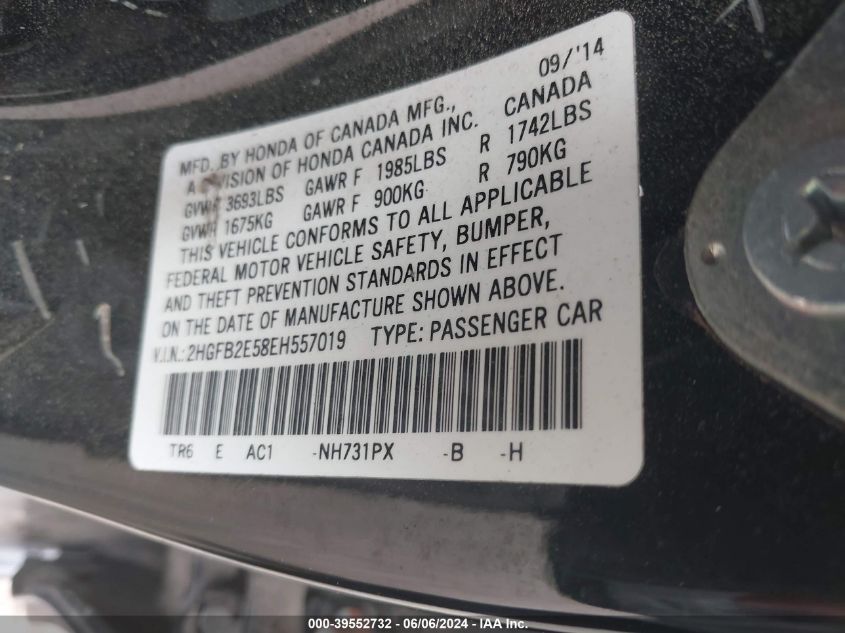 09/'14
MFD. BY HONDA OF CANADA MFG.,
A DIVISION OF HONDA CANADA INC. CANADA
GVWR 3693LBS GAWR F 1985LBS R 1742LBS
GVWR 1675KG GAWR F 900KG R 790KG
THIS VEHICLE CONFORMS TO ALL APPLICABLE
FEDERAL MOTOR VEHICLE SAFETY, BUMPER,
AND THEFT PREVENTION STANDARDS IN EFFECT
ON THE DATE OF MANUFACTURE SHOWN ABOVE.
V.I.N.: 2HGFB2E58EH557019 TYPE: PASSENGER CAR
TR6 E AC1 -NH731PX -B -H
000-39552732 - 06/06/2024 - IAA Inc.